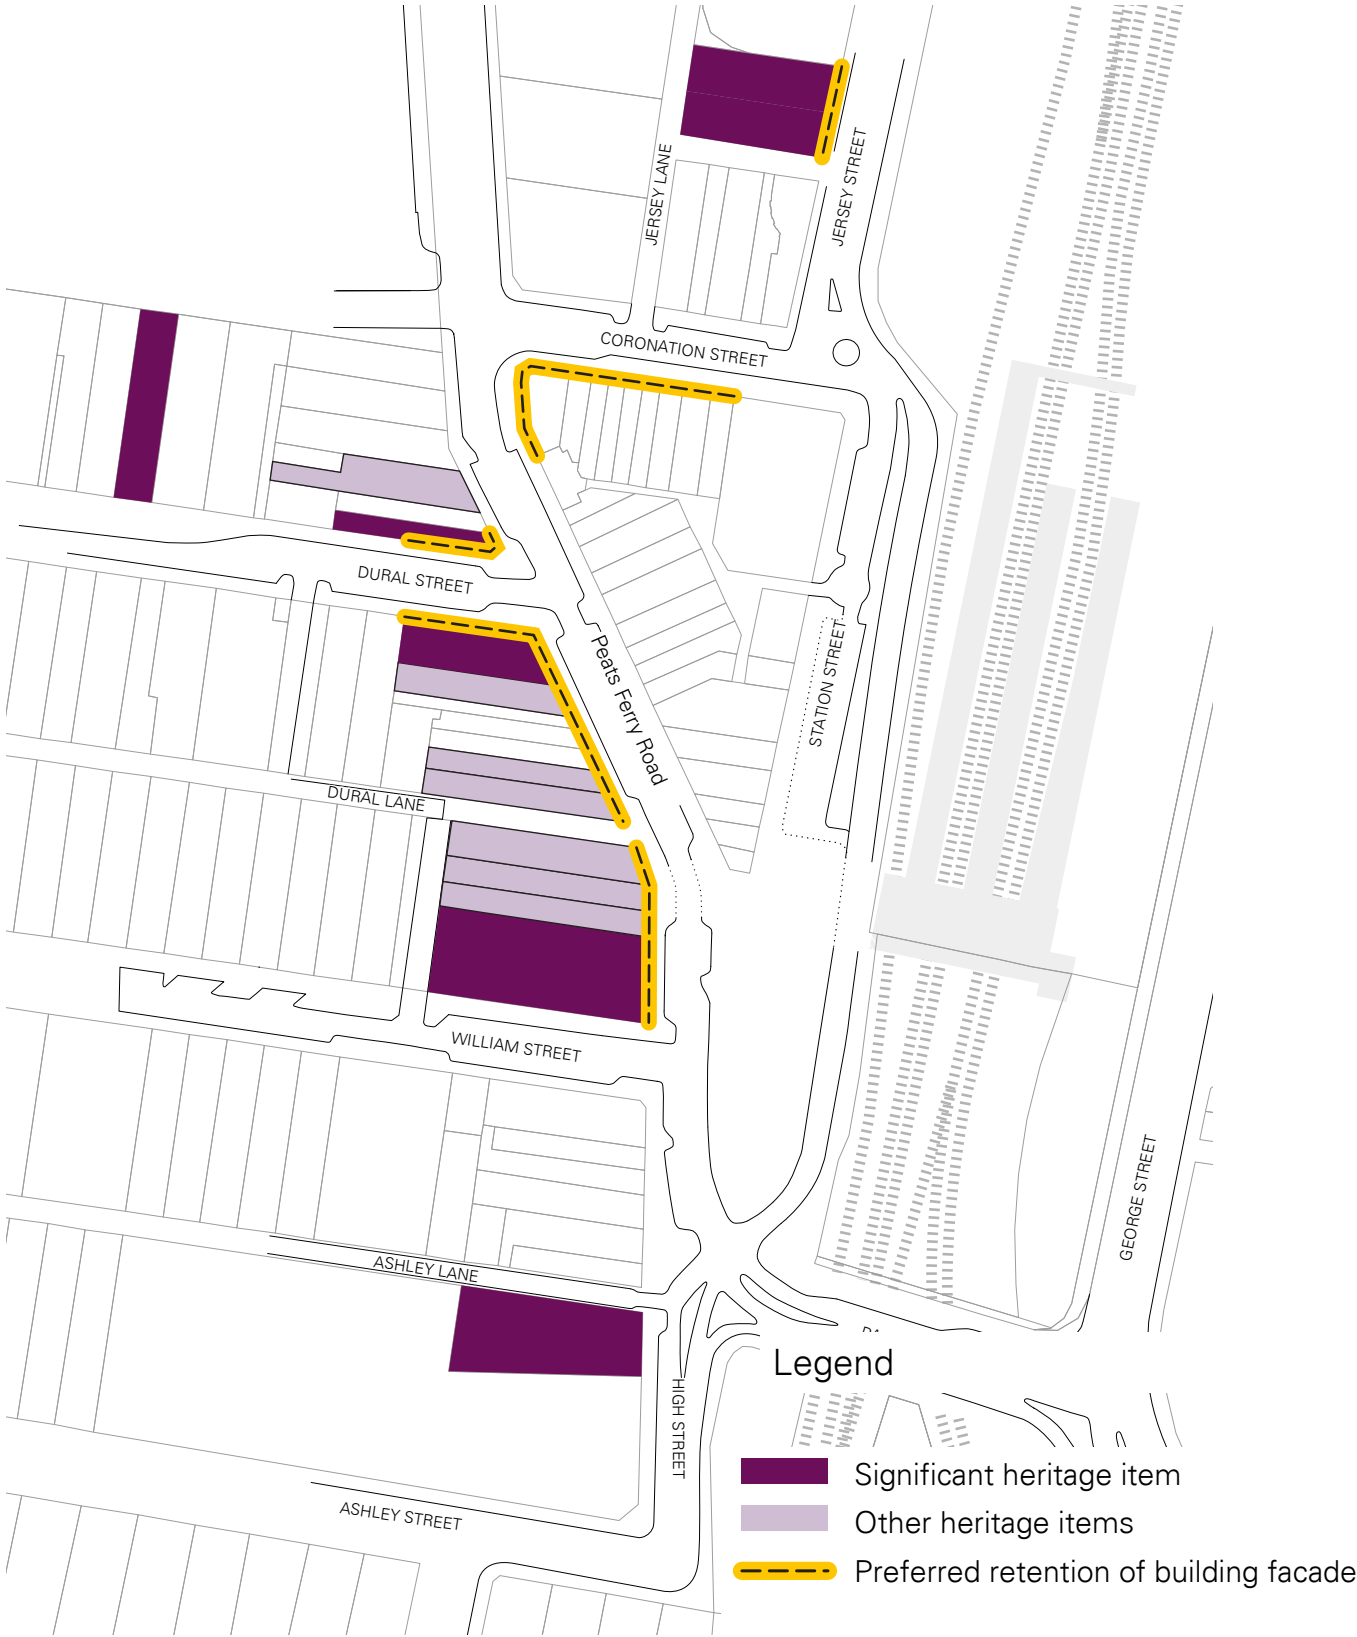 JERSEY LANE
JERSEY STREET
CORONATION STREET
DURAL STREET
Peats Ferry Road
STATION STREET
DURAL LANE
WILLIAM STREET
GEORGE STREET
ASHLEY LANE
HIGH STREET
ASHLEY STREET
Legend
Significant heritage item
Other heritage items
Preferred retention of building facade